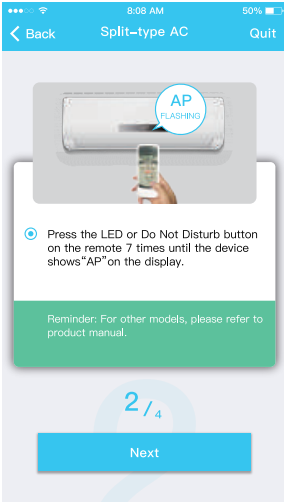 8:08 AM 50%
Back Split-type AC Quit
AP
FLASHING
Press the LED or Do Not Disturb button
on the remote 7 times until the device
shows“AP”on the display.
Reminder: For other models, please refer to
product manual.
2/4
Next